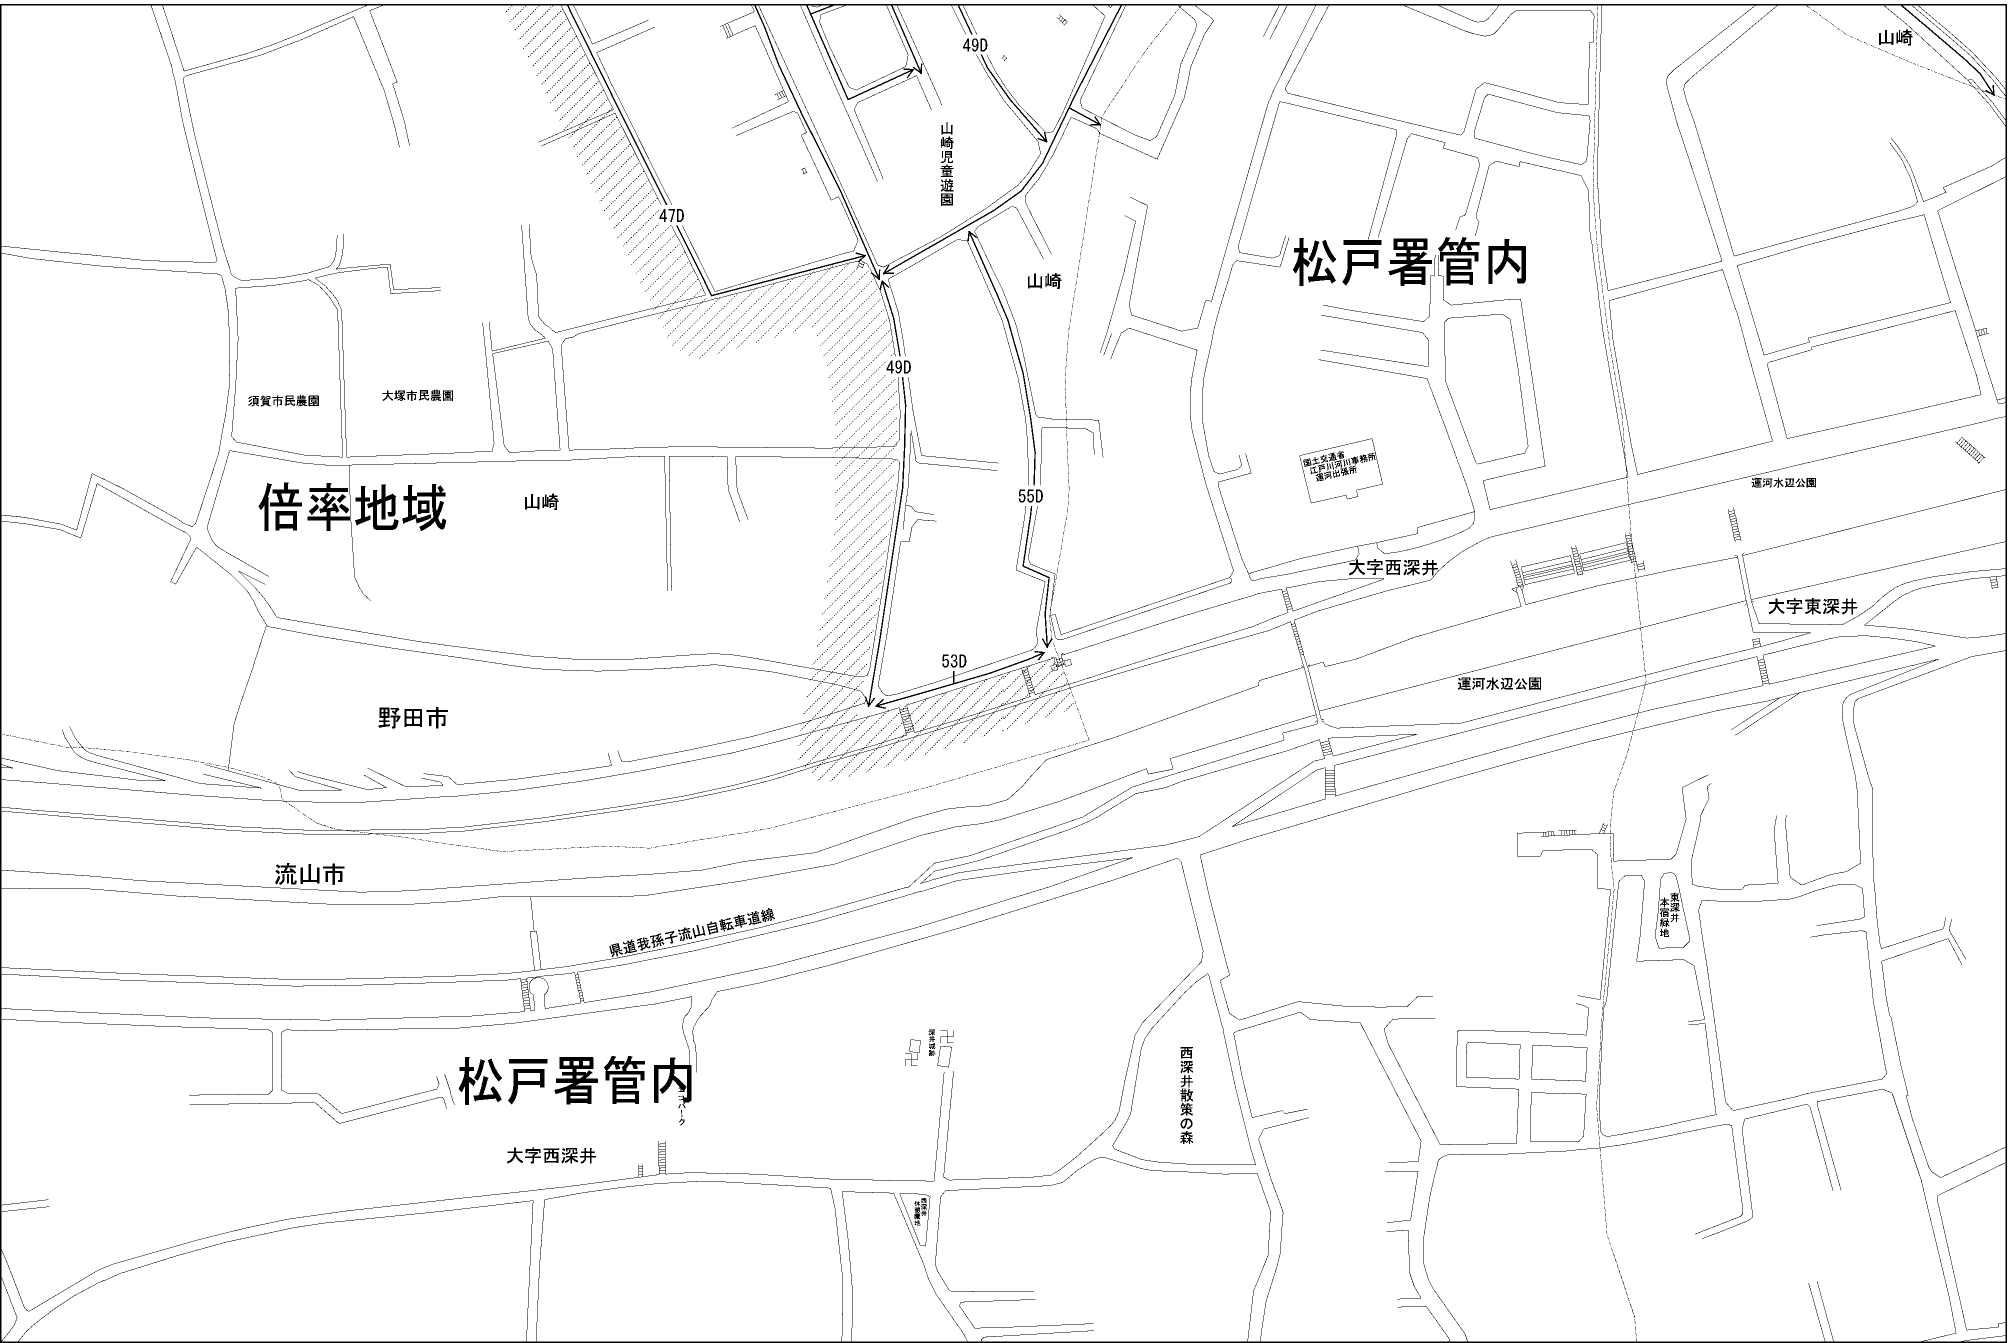 49D
山崎
山崎児童遊園
47D
松戸署管内
山崎
49D
須賀市民農園
大塚市民農園
国土交通省
江戸川河川事務所
運河出張所
運河水辺公園
倍率地域
山崎
55D
大字西深井
大字東深井
53D
運河水辺公園
野田市
流山市
県道我孫子流山自転車道線
東深井
本宿緑地
深井城跡
松戸署管内
西深井散策の森
大字西深井